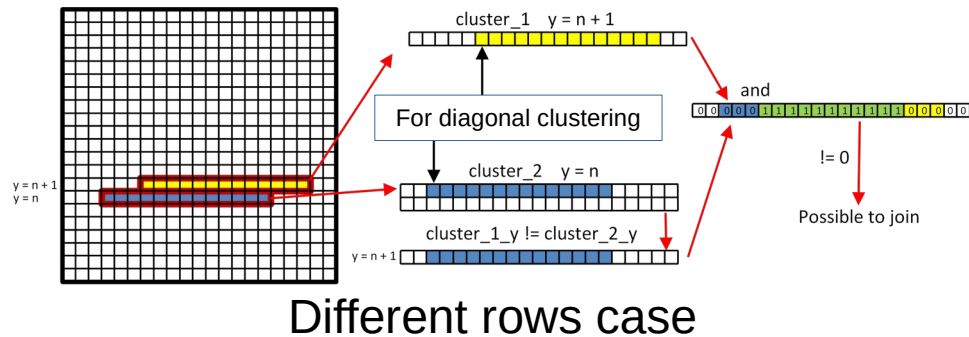 cluster_1 y = n + 1
and
0 0 0 0 0 1 1 1 1 1 1 1 1 1 1 1 0 0 0 0 0
For diagonal clustering
!= 0
cluster_2 y = n
y = n + 1
y = n
Possible to join
cluster_1_y != cluster_2_y
y = n + 1
Different rows case